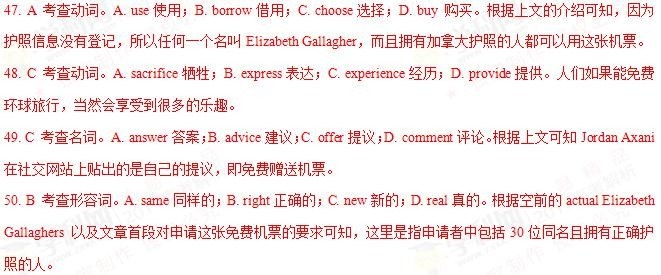 47. A 考查动词。A. use 使用；B. borrow 借用；C. choose 选择；D. buy 购买。根据上文的介绍可知，因为
护照信息没有登记，所以任何一个名叫 Elizabeth Gallagher，而且拥有加拿大护照的人都可以用这张机票。
48. C 考查动词。A. sacrifice 牺牲；B. express 表达；C. experience 经历；D. provide 提供。人们如果能免费
环球旅行，当然会享受到很多的乐趣。
49. C 考查名词。A. answer 答案；B. advice 建议；C. offer 提议；D. comment 评论。根据上文可知 Jordan Axani
在社交网站上贴出的是自己的提议，即免费赠送机票。
50. B 考查形容词。A. same 同样的；B. right 正确的；C. new 新的；D. real 真的。根据空前的 actual Elizabeth
Gallaghers 以及文章首段对申请这张免费机票的要求可知，这里是指申请者中包括 30 位同名且拥有正确护
照的人。